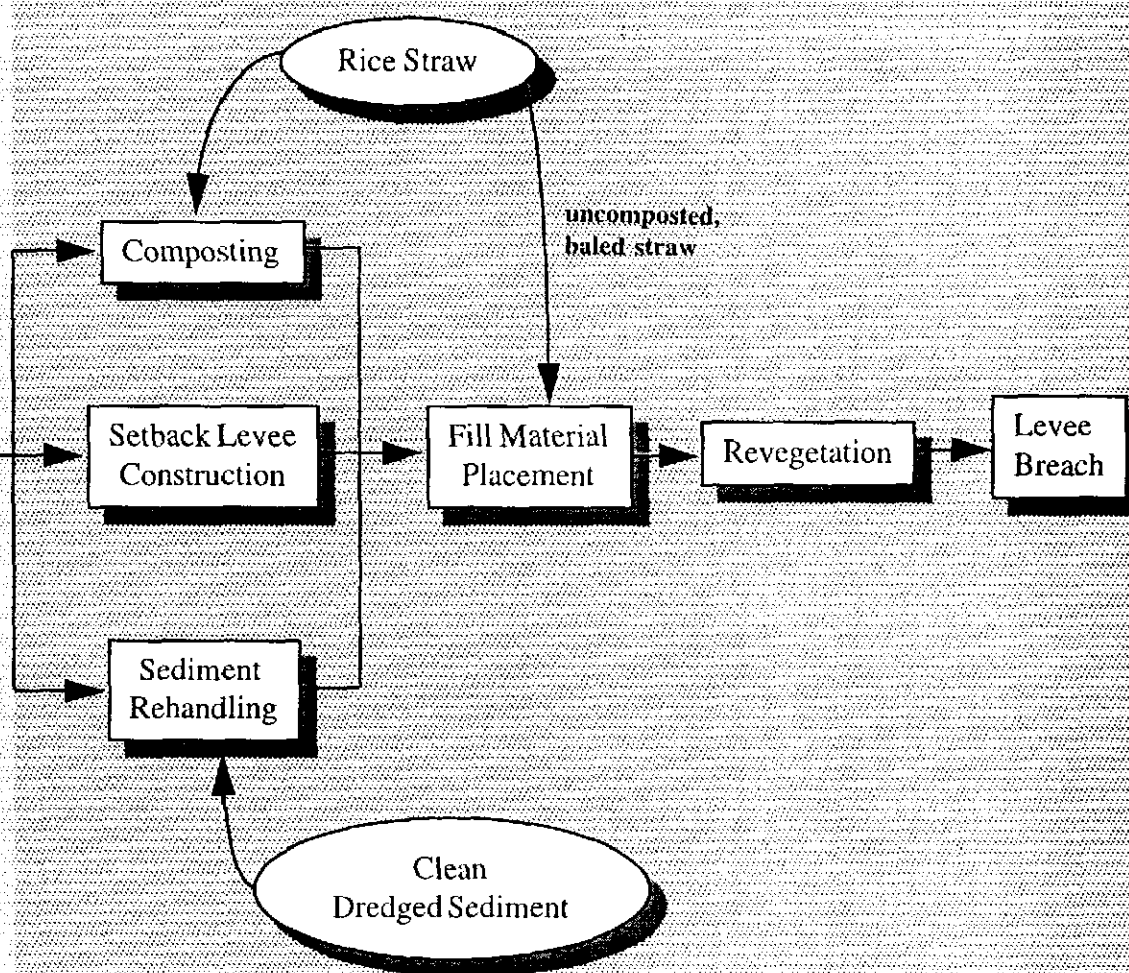 Rice Straw
uncomposted,
baled straw
Composting
Setback Levee
Construction
Fill Material
Placement
Revegetation
Levee
Breach
Sediment
Rehandling
Clean
Dredged Sediment